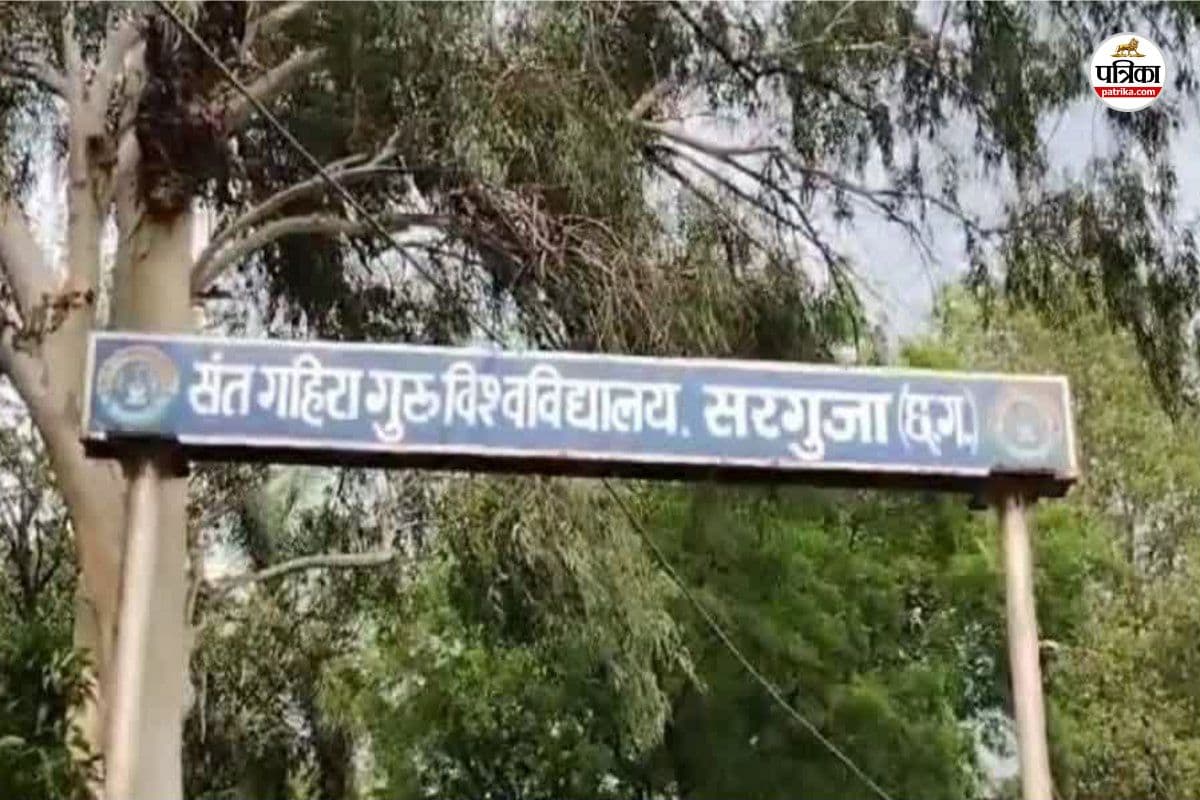 पत्रिका
patrika.com
संत गहिरा गुरु विश्वविद्यालय. सरगुजा (छ.ग.)